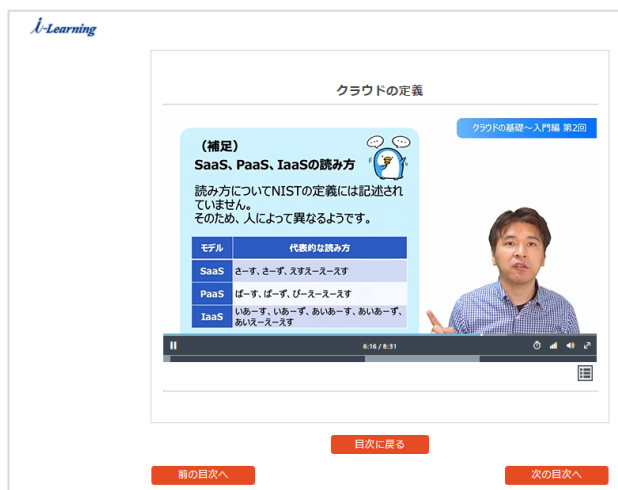 i-Learning
クラウドの定義
クラウドの基礎～入門編 第2回
（補足）
SaaS、PaaS、IaaSの読み方
読み方についてNISTの定義には記述され
ていません。
そのため、人によって異なるようです。
モデル 代表的な読み方
SaaS さーす、さーず、えすえーえーえす
PaaS ぱーす、ぱーず、ぴーえーえーえす
IaaS いあーす、いあーず、あいあーす、あいあーず、
あいえーえーえす
6:16 / 8:31
目次に戻る
前の目次へ 次の目次へ